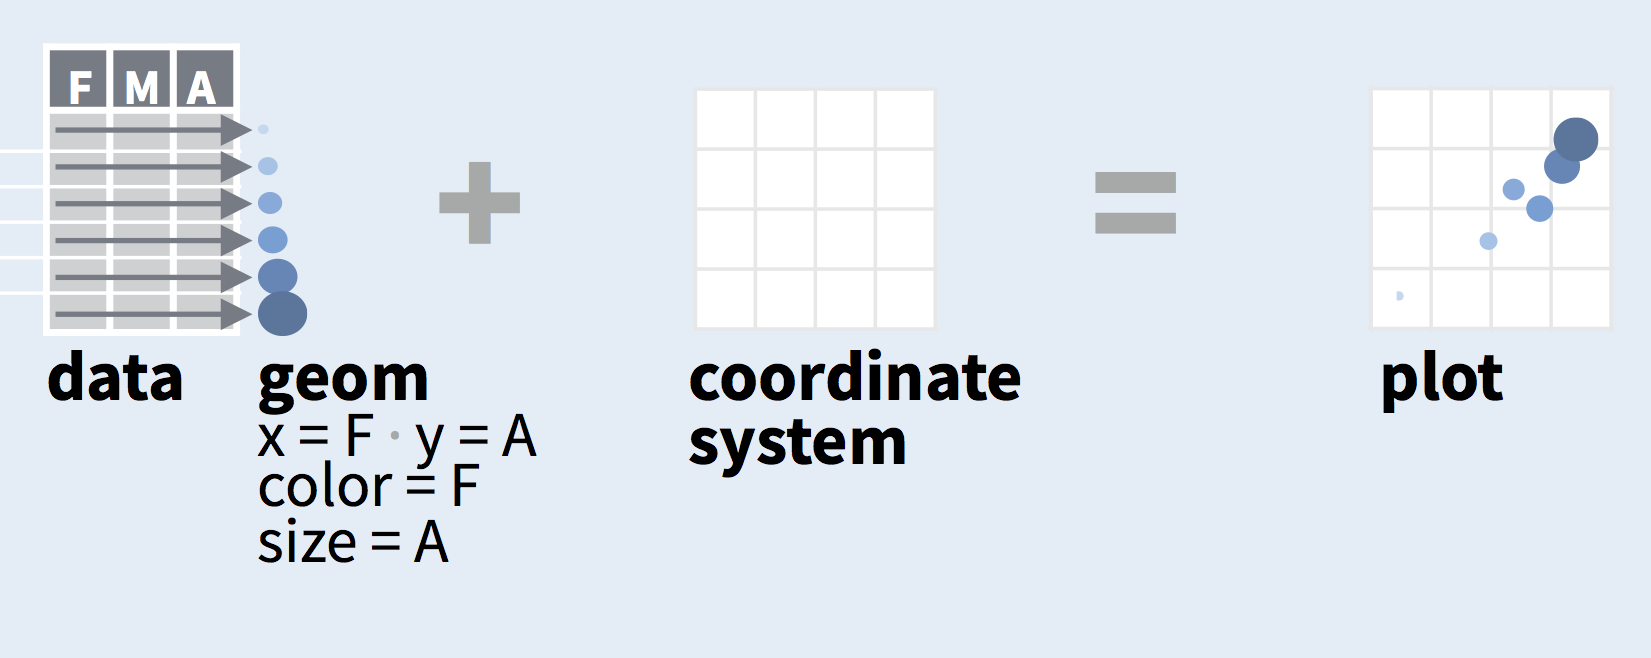 F M A
+
=
data
geom
x = F · y = A
color = F
size = A
coordinate
system
plot